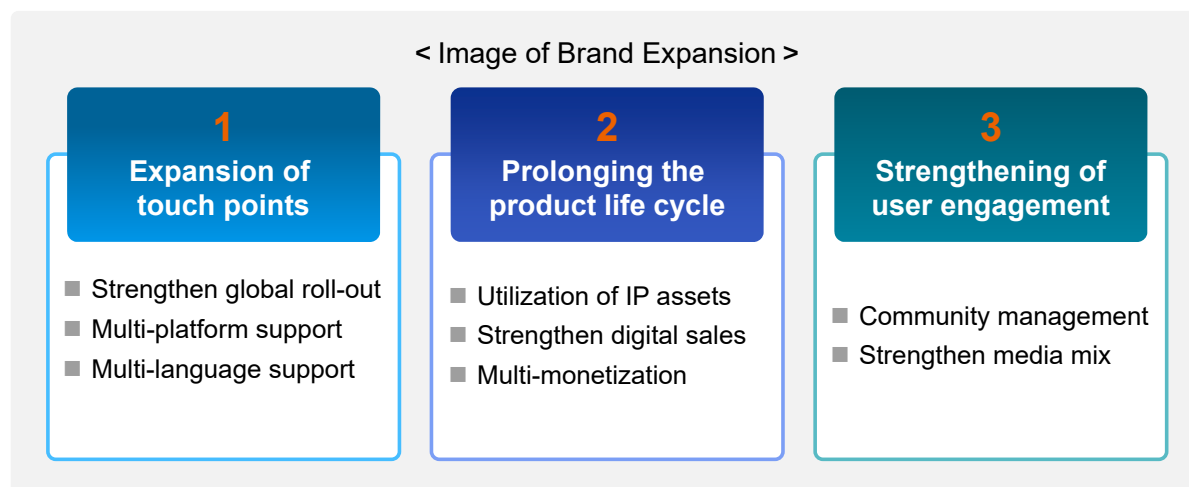 < Image of Brand Expansion >
1
Expansion of
touch points
Strengthen global roll-out
Multi-platform support
Multi-language support
2
Prolonging the
product life cycle
Utilization of IP assets
Strengthen digital sales
Multi-monetization
3
Strengthening of
user engagement
Community management
Strengthen media mix